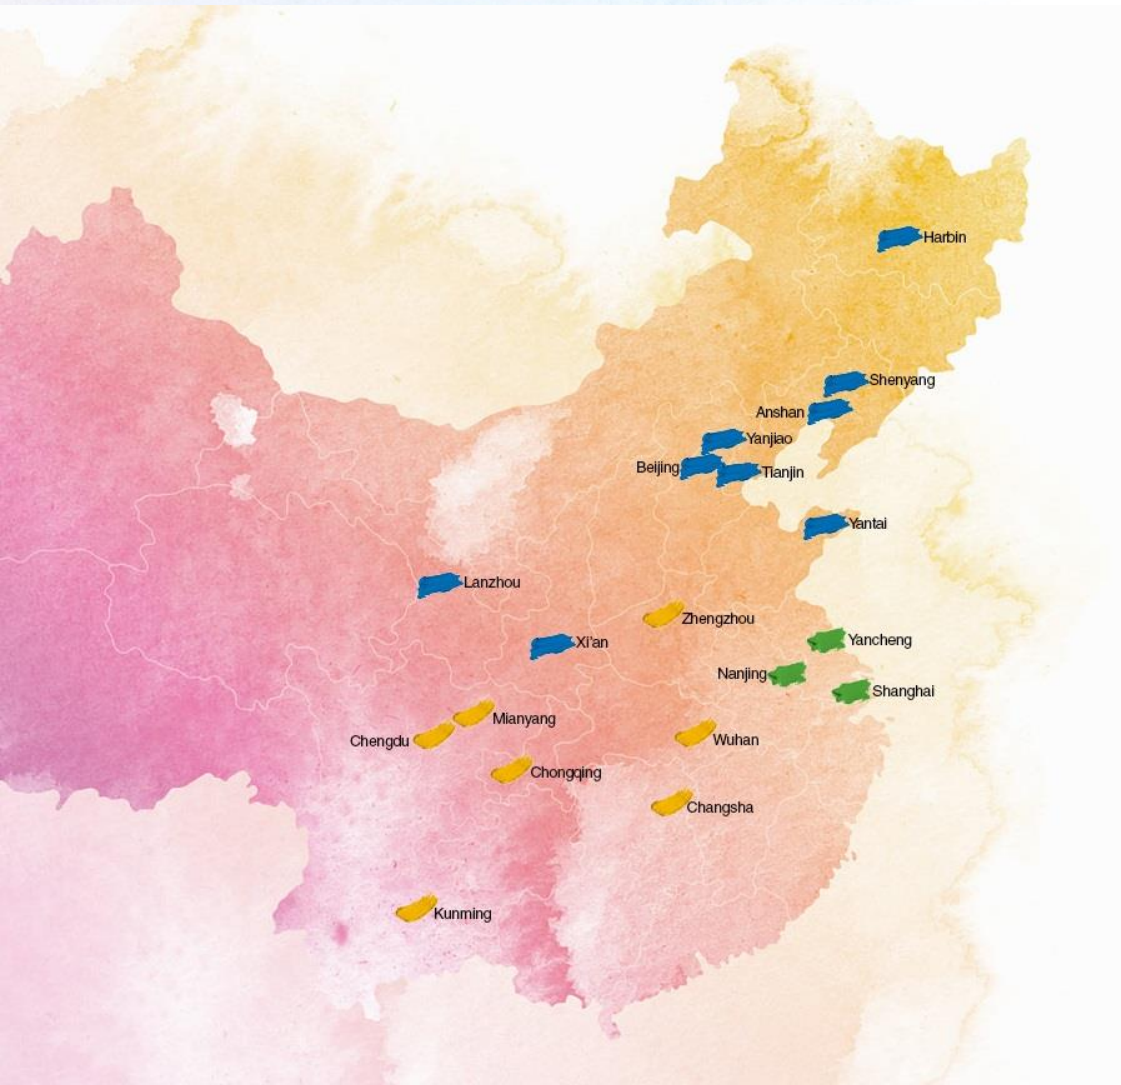 Harbin
Shenyang
Anshan
Yanjiao
Beijing
Tianjin
Yantai
Lanzhou
Zhengzhou
Xi'an
Yancheng
Nanjing
Shanghai
Mianyang
Chengdu
Wuhan
Chongqing
Changsha
Kunming